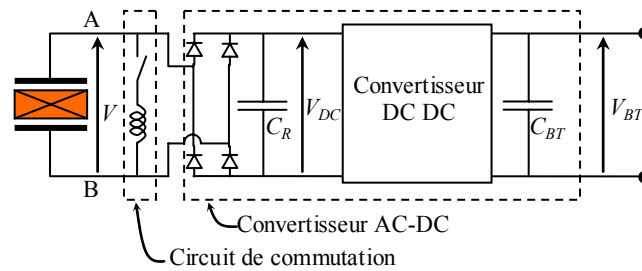 A
V
B
C_R
V_DC
Convertisseur
DC DC
C_BT
V_BT
Convertisseur AC-DC
Circuit de commutation